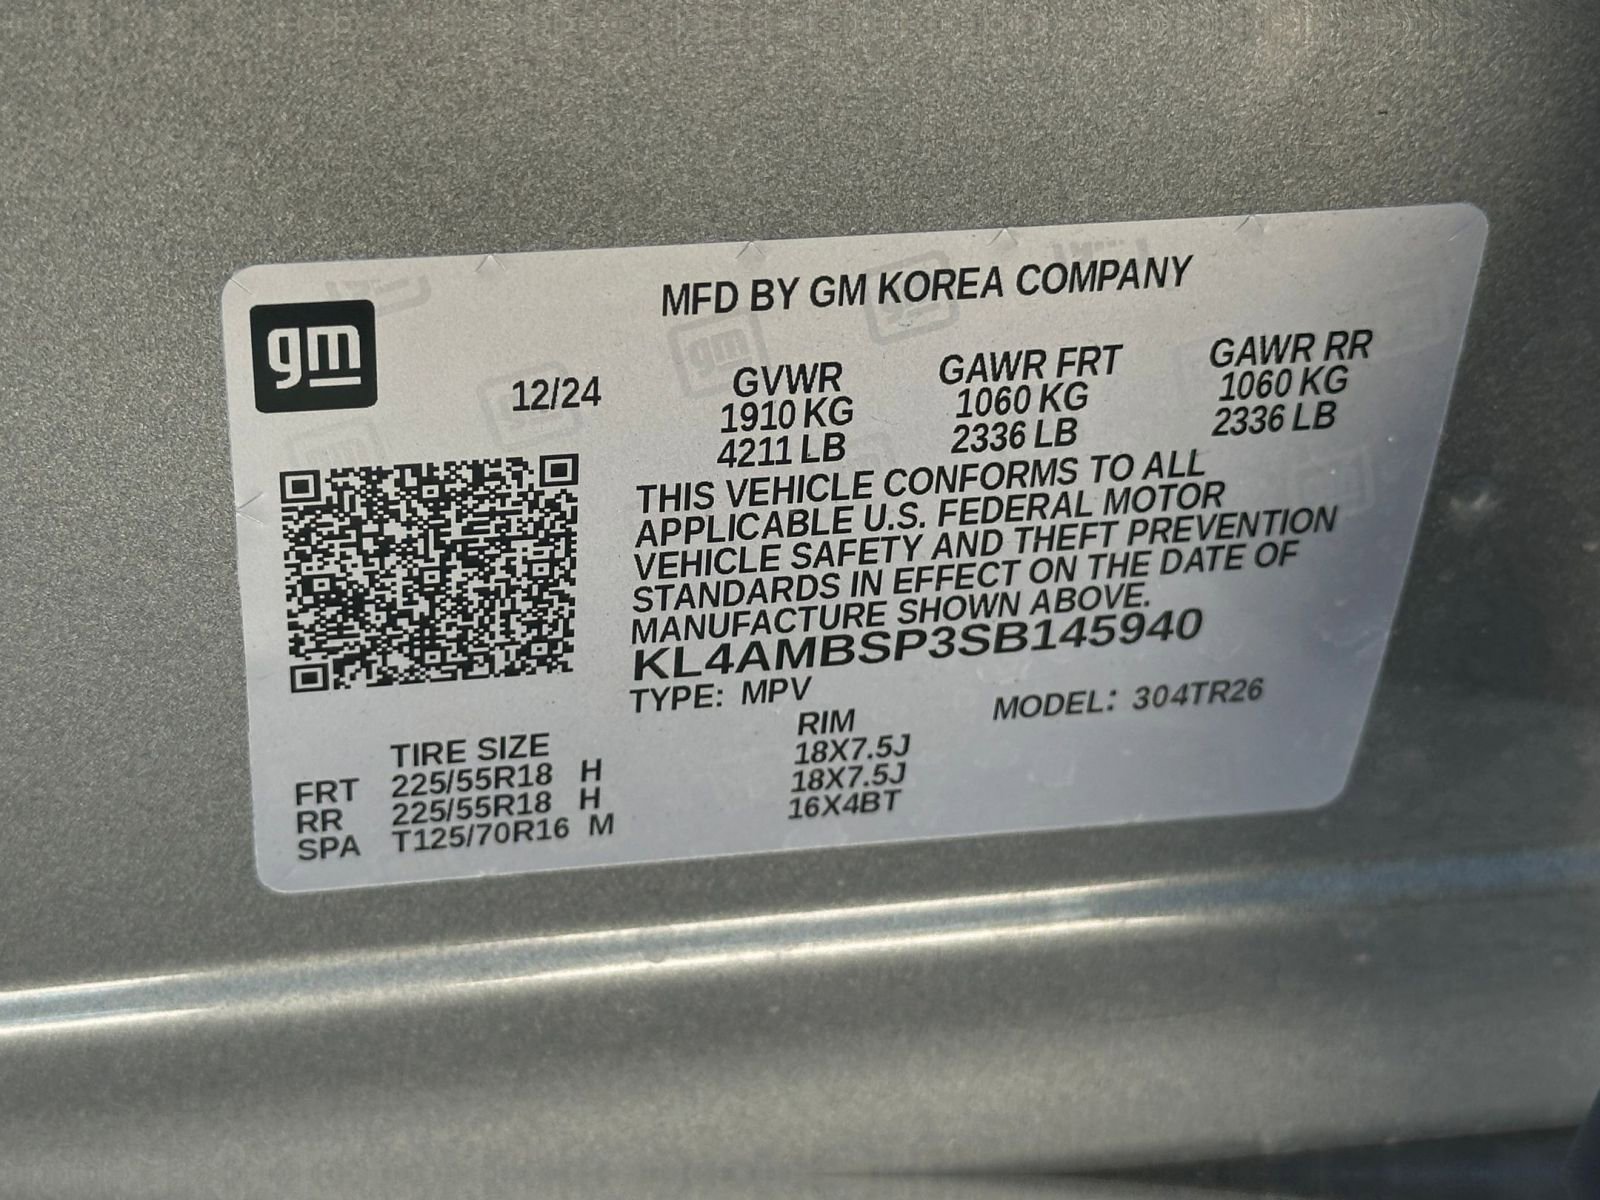 gm
MFD BY GM KOREA COMPANY
12/24
GVWR GAWR FRT GAWR RR
1910 KG 1060 KG 1060 KG
4211 LB 2336 LB 2336 LB
THIS VEHICLE CONFORMS TO ALL
APPLICABLE U.S. FEDERAL MOTOR
VEHICLE SAFETY AND THEFT PREVENTION
STANDARDS IN EFFECT ON THE DATE OF
MANUFACTURE SHOWN ABOVE.
KL4AMBSP3SB145940
TYPE: MPV MODEL: 304TR26
TIRE SIZE RIM
FRT 225/55R18 H 18X7.5J
RR 225/55R18 H 18X7.5J
SPA T125/70R16 M 16X4BT